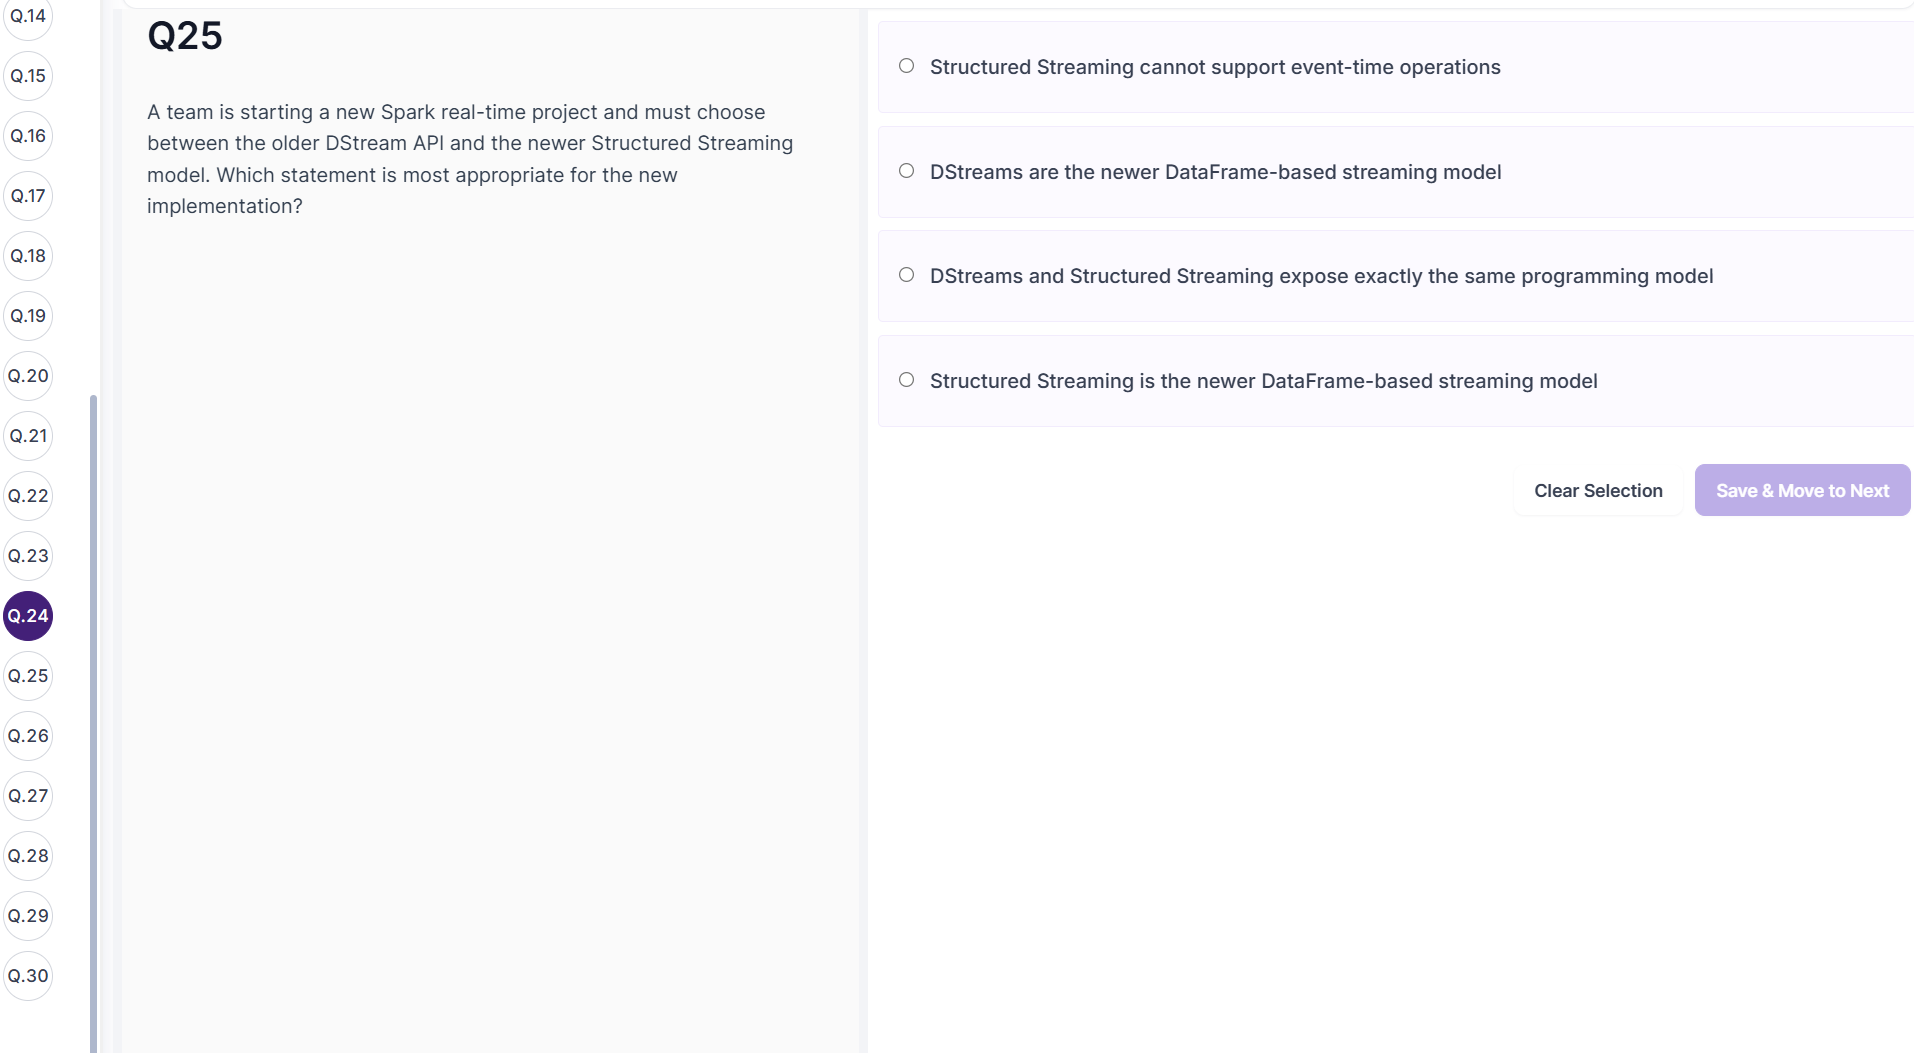 Q.14
Q.15
Q.16
Q.17
Q.18
Q.19
Q.20
Q.21
Q.22
Q.23
Q.24
Q.25
Q.26
Q.27
Q.28
Q.29
Q.30
Q25
A team is starting a new Spark real-time project and must choose
between the older DStream API and the newer Structured Streaming
model. Which statement is most appropriate for the new
implementation?
Structured Streaming cannot support event-time operations
DStreams are the newer DataFrame-based streaming model
DStreams and Structured Streaming expose exactly the same programming model
Structured Streaming is the newer DataFrame-based streaming model
Clear Selection
Save & Move to Next